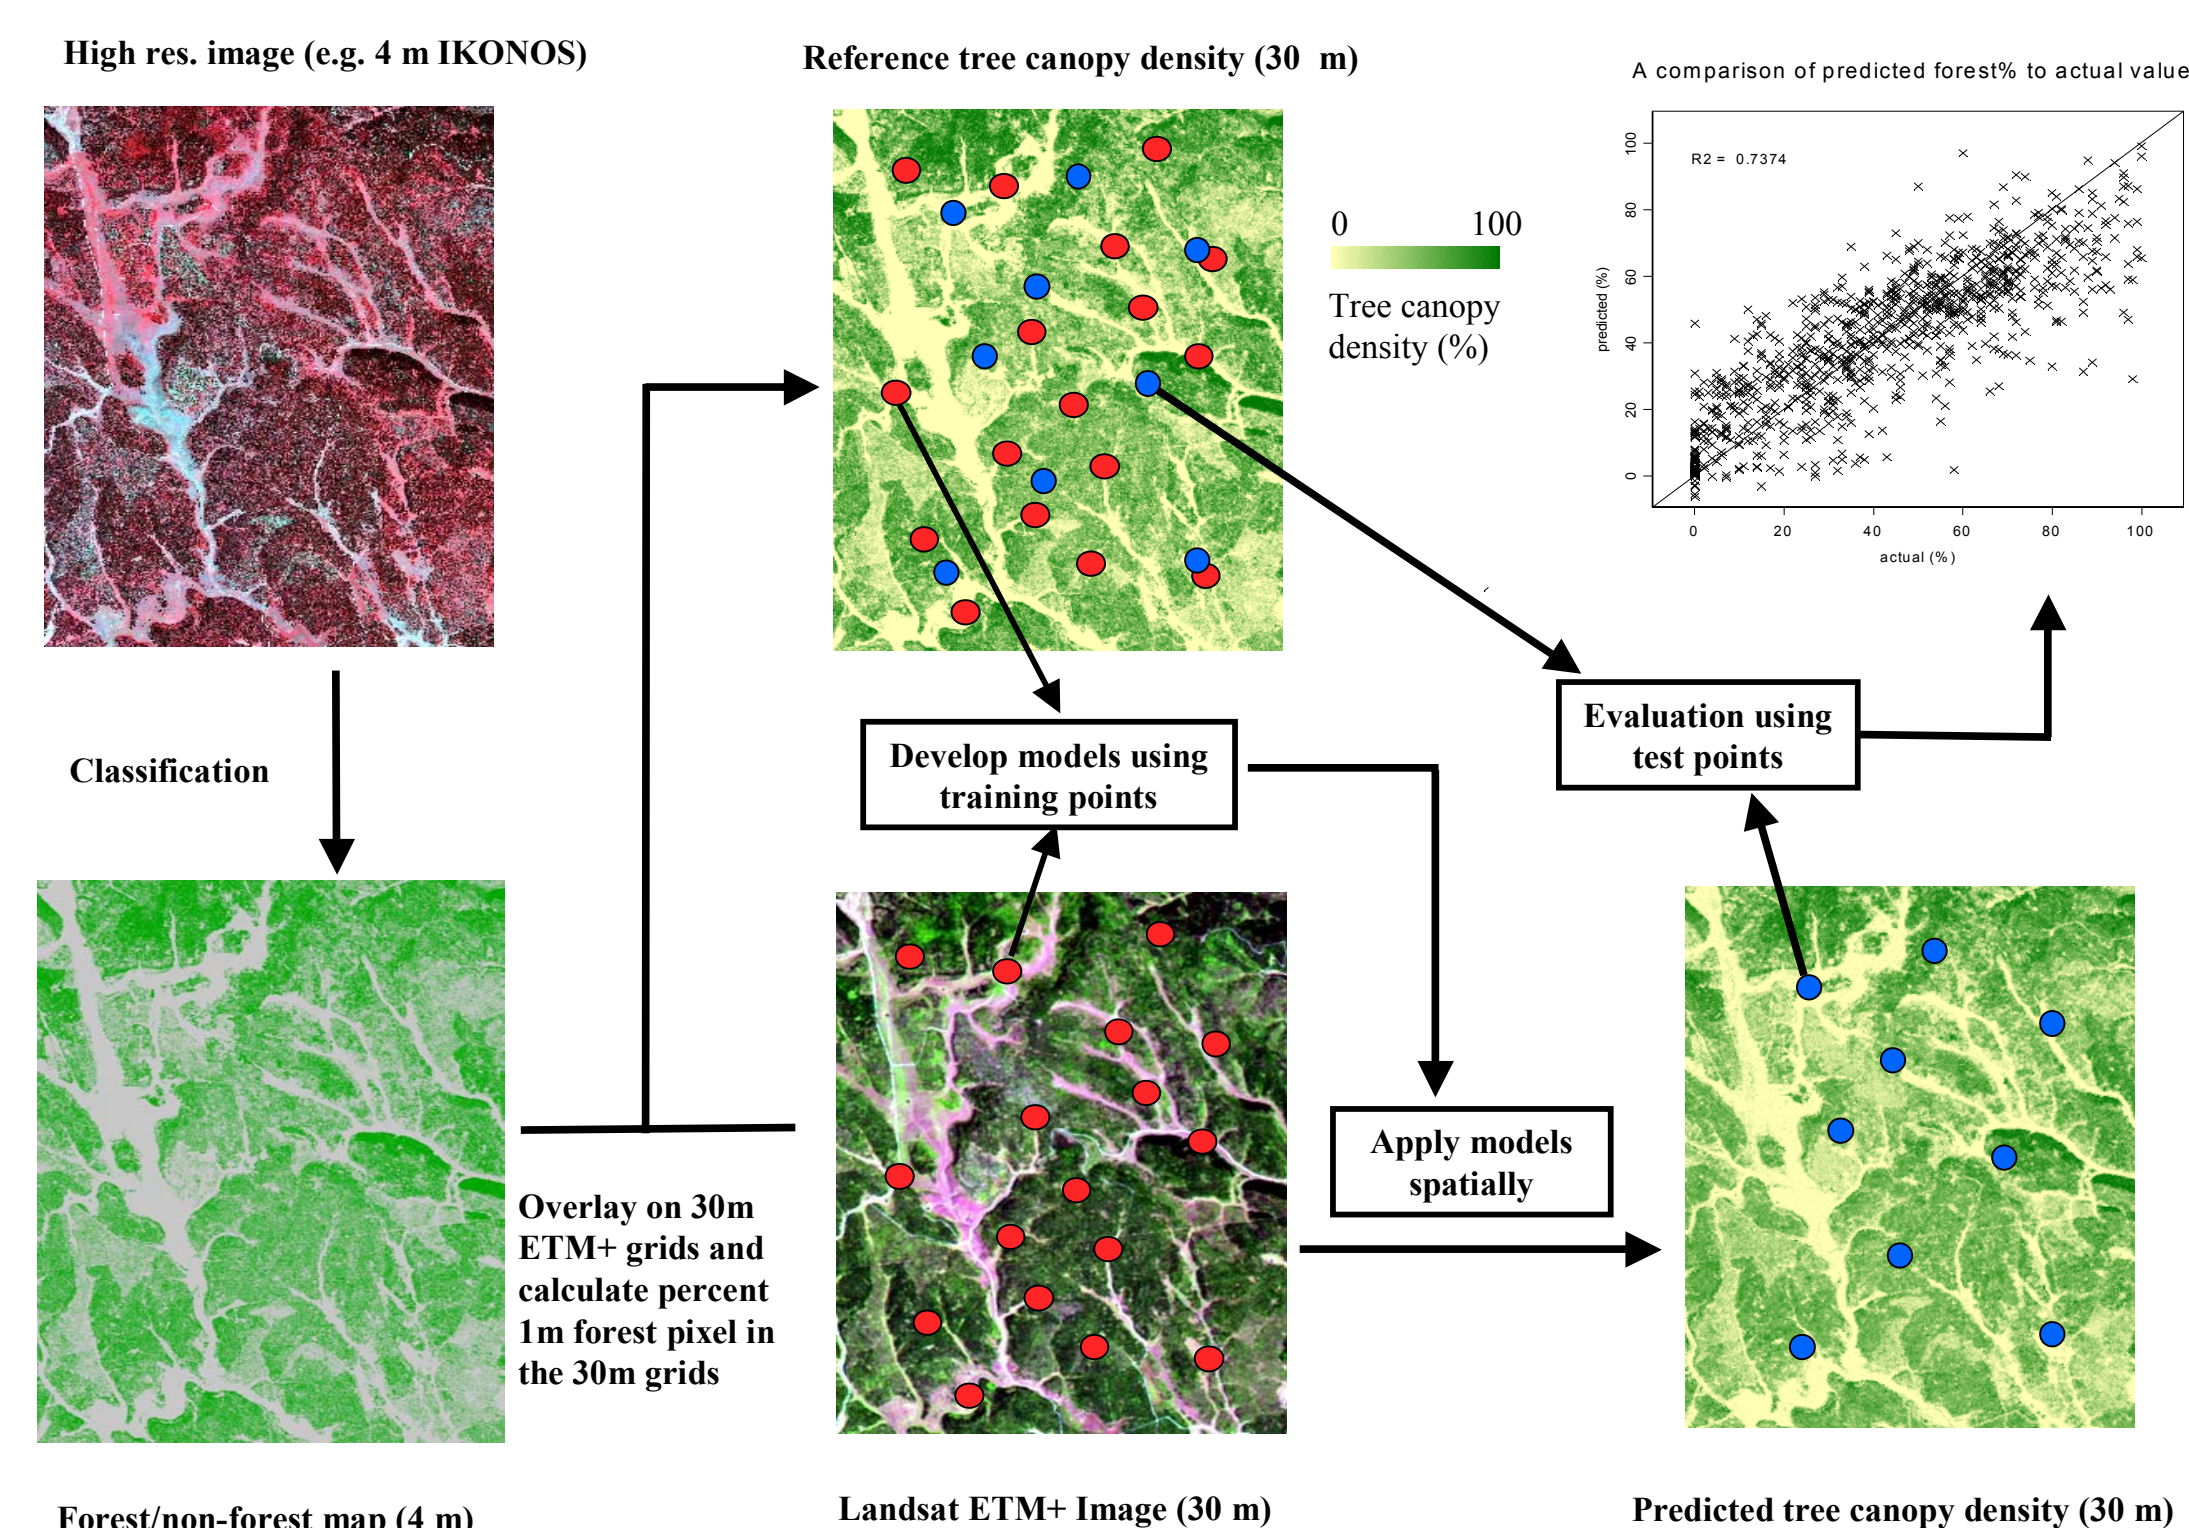 High res. image (e.g. 4 m IKONOS)
Reference tree canopy density (30 m)
A comparison of predicted forest% to actual value
R2 = 0.7374
100
80
60
40
20
0
predicted (%)
0 20 40 60 80 100
actual (%)
0 100
Tree canopy
density (%)
Classification
Develop models using
training points
Evaluation using
test points
Apply models
spatially
Overlay on 30m
ETM+ grids and
calculate percent
1m forest pixel in
the 30m grids
Forest/non-forest map (4 m)
Landsat ETM+ Image (30 m)
Predicted tree canopy density (30 m)